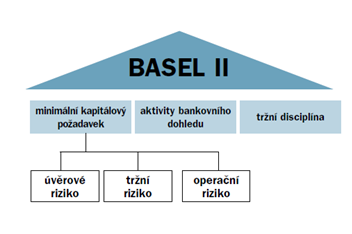 BASEL II
minimální kapitálový
požadavek
aktivity bankovního
dohledu
tržní disciplína
úvěrové
riziko
tržní
riziko
operační
riziko